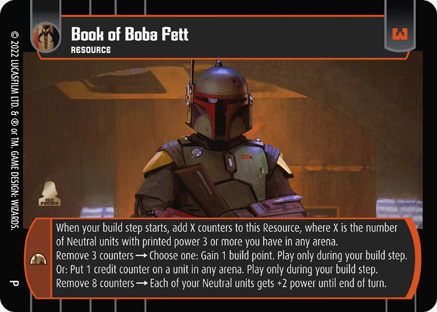 Book of Boba Fett
RESOURCE
© 2022 LUCASFILM LTD. & ® or TM. GAME DESIGN: WIZARDS.
P
When your build step starts, add X counters to this Resource, where X is the number
of Neutral units with printed power 3 or more you have in any arena.
Remove 3 counters → Choose one: Gain 1 build point. Play only during your build step.
Or: Put 1 credit counter on a unit in any arena. Play only during your build step.
Remove 8 counters → Each of your Neutral units gets +2 power until end of turn.